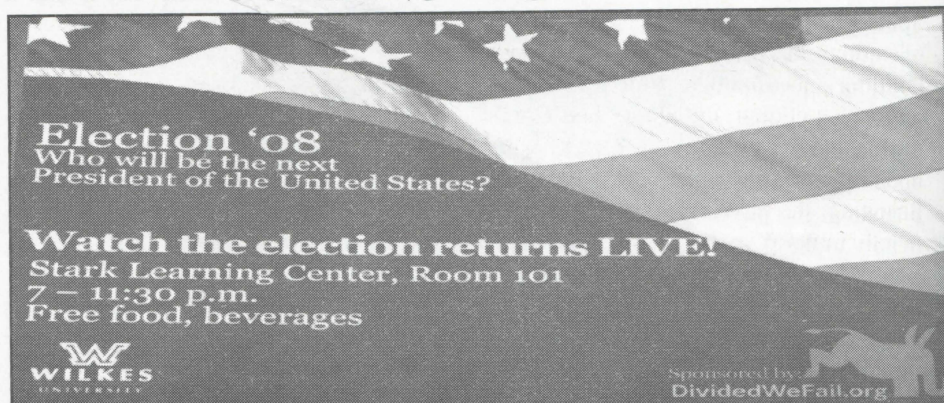 Election ‘08
Who will be the next
President of the United States?
Watch the election returns LIVE!
Stark Learning Center, Room 101
7 – 11:30 p.m.
Free food, beverages
WILKES
UNIVERSITY
Sponsored by:
DividedWeFail.org